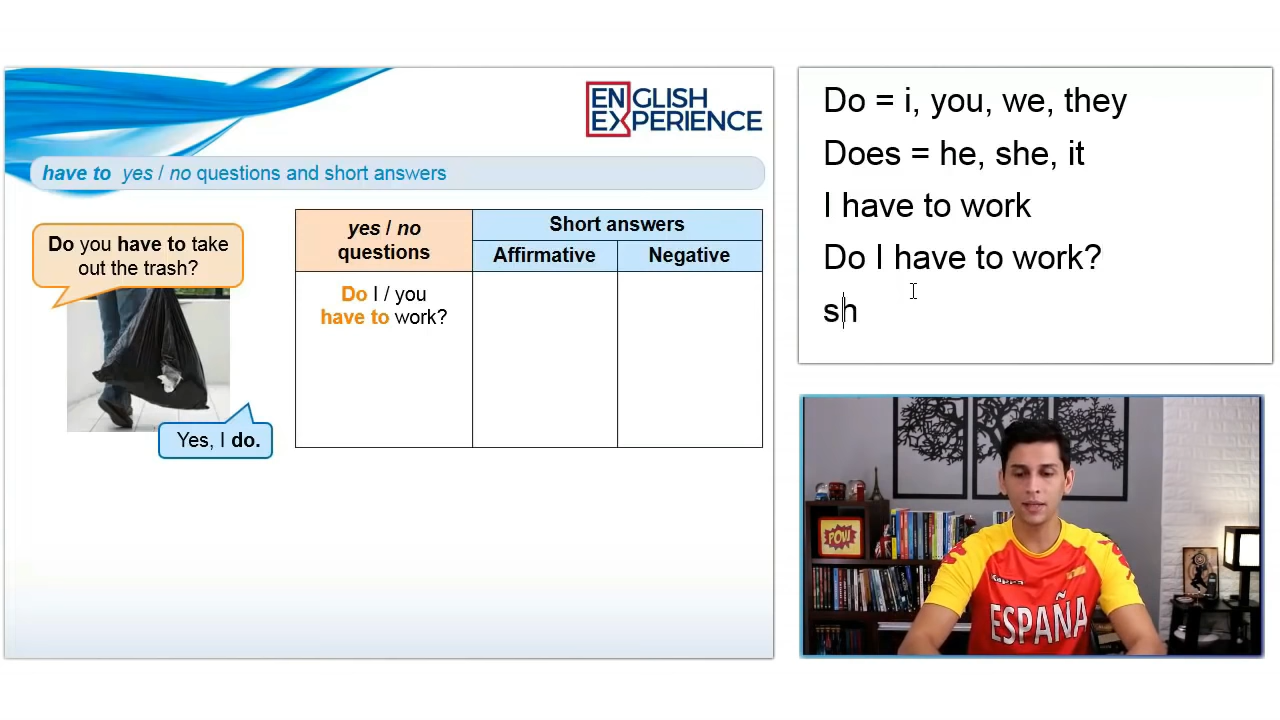 ENGLISH
EXPERIENCE
have to yes / no questions and short answers
Do you have to take
out the trash?
Yes, I do.
yes / no
questions
Short answers
Affirmative
Negative
Do I / you
have to work?
Do = i, you, we, they
Does = he, she, it
I have to work
Do I have to work?
sh
POW
Kappa
ESPAÑA